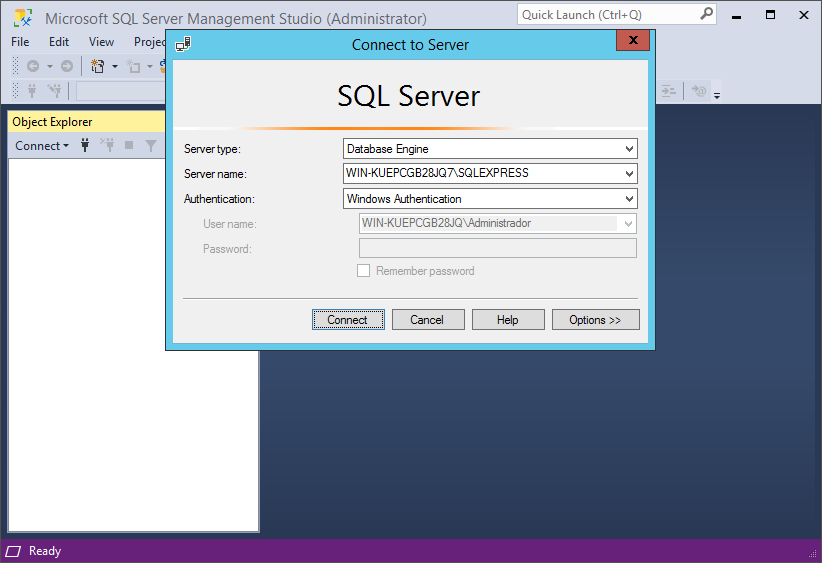 Microsoft SQL Server Management Studio (Administrator)
Quick Launch (Ctrl+Q)
File Edit View
Connect to Server
x
SQL Server
Object Explorer
Connect
Server type: Database Engine
Server name: WIN-KUEPCGB28JQ7\SQLEXPRESS
Authentication: Windows Authentication
User name: WIN-KUEPCGB28JQ\Administrador
Password:
Remember password
Connect Cancel Help Options >>
Ready